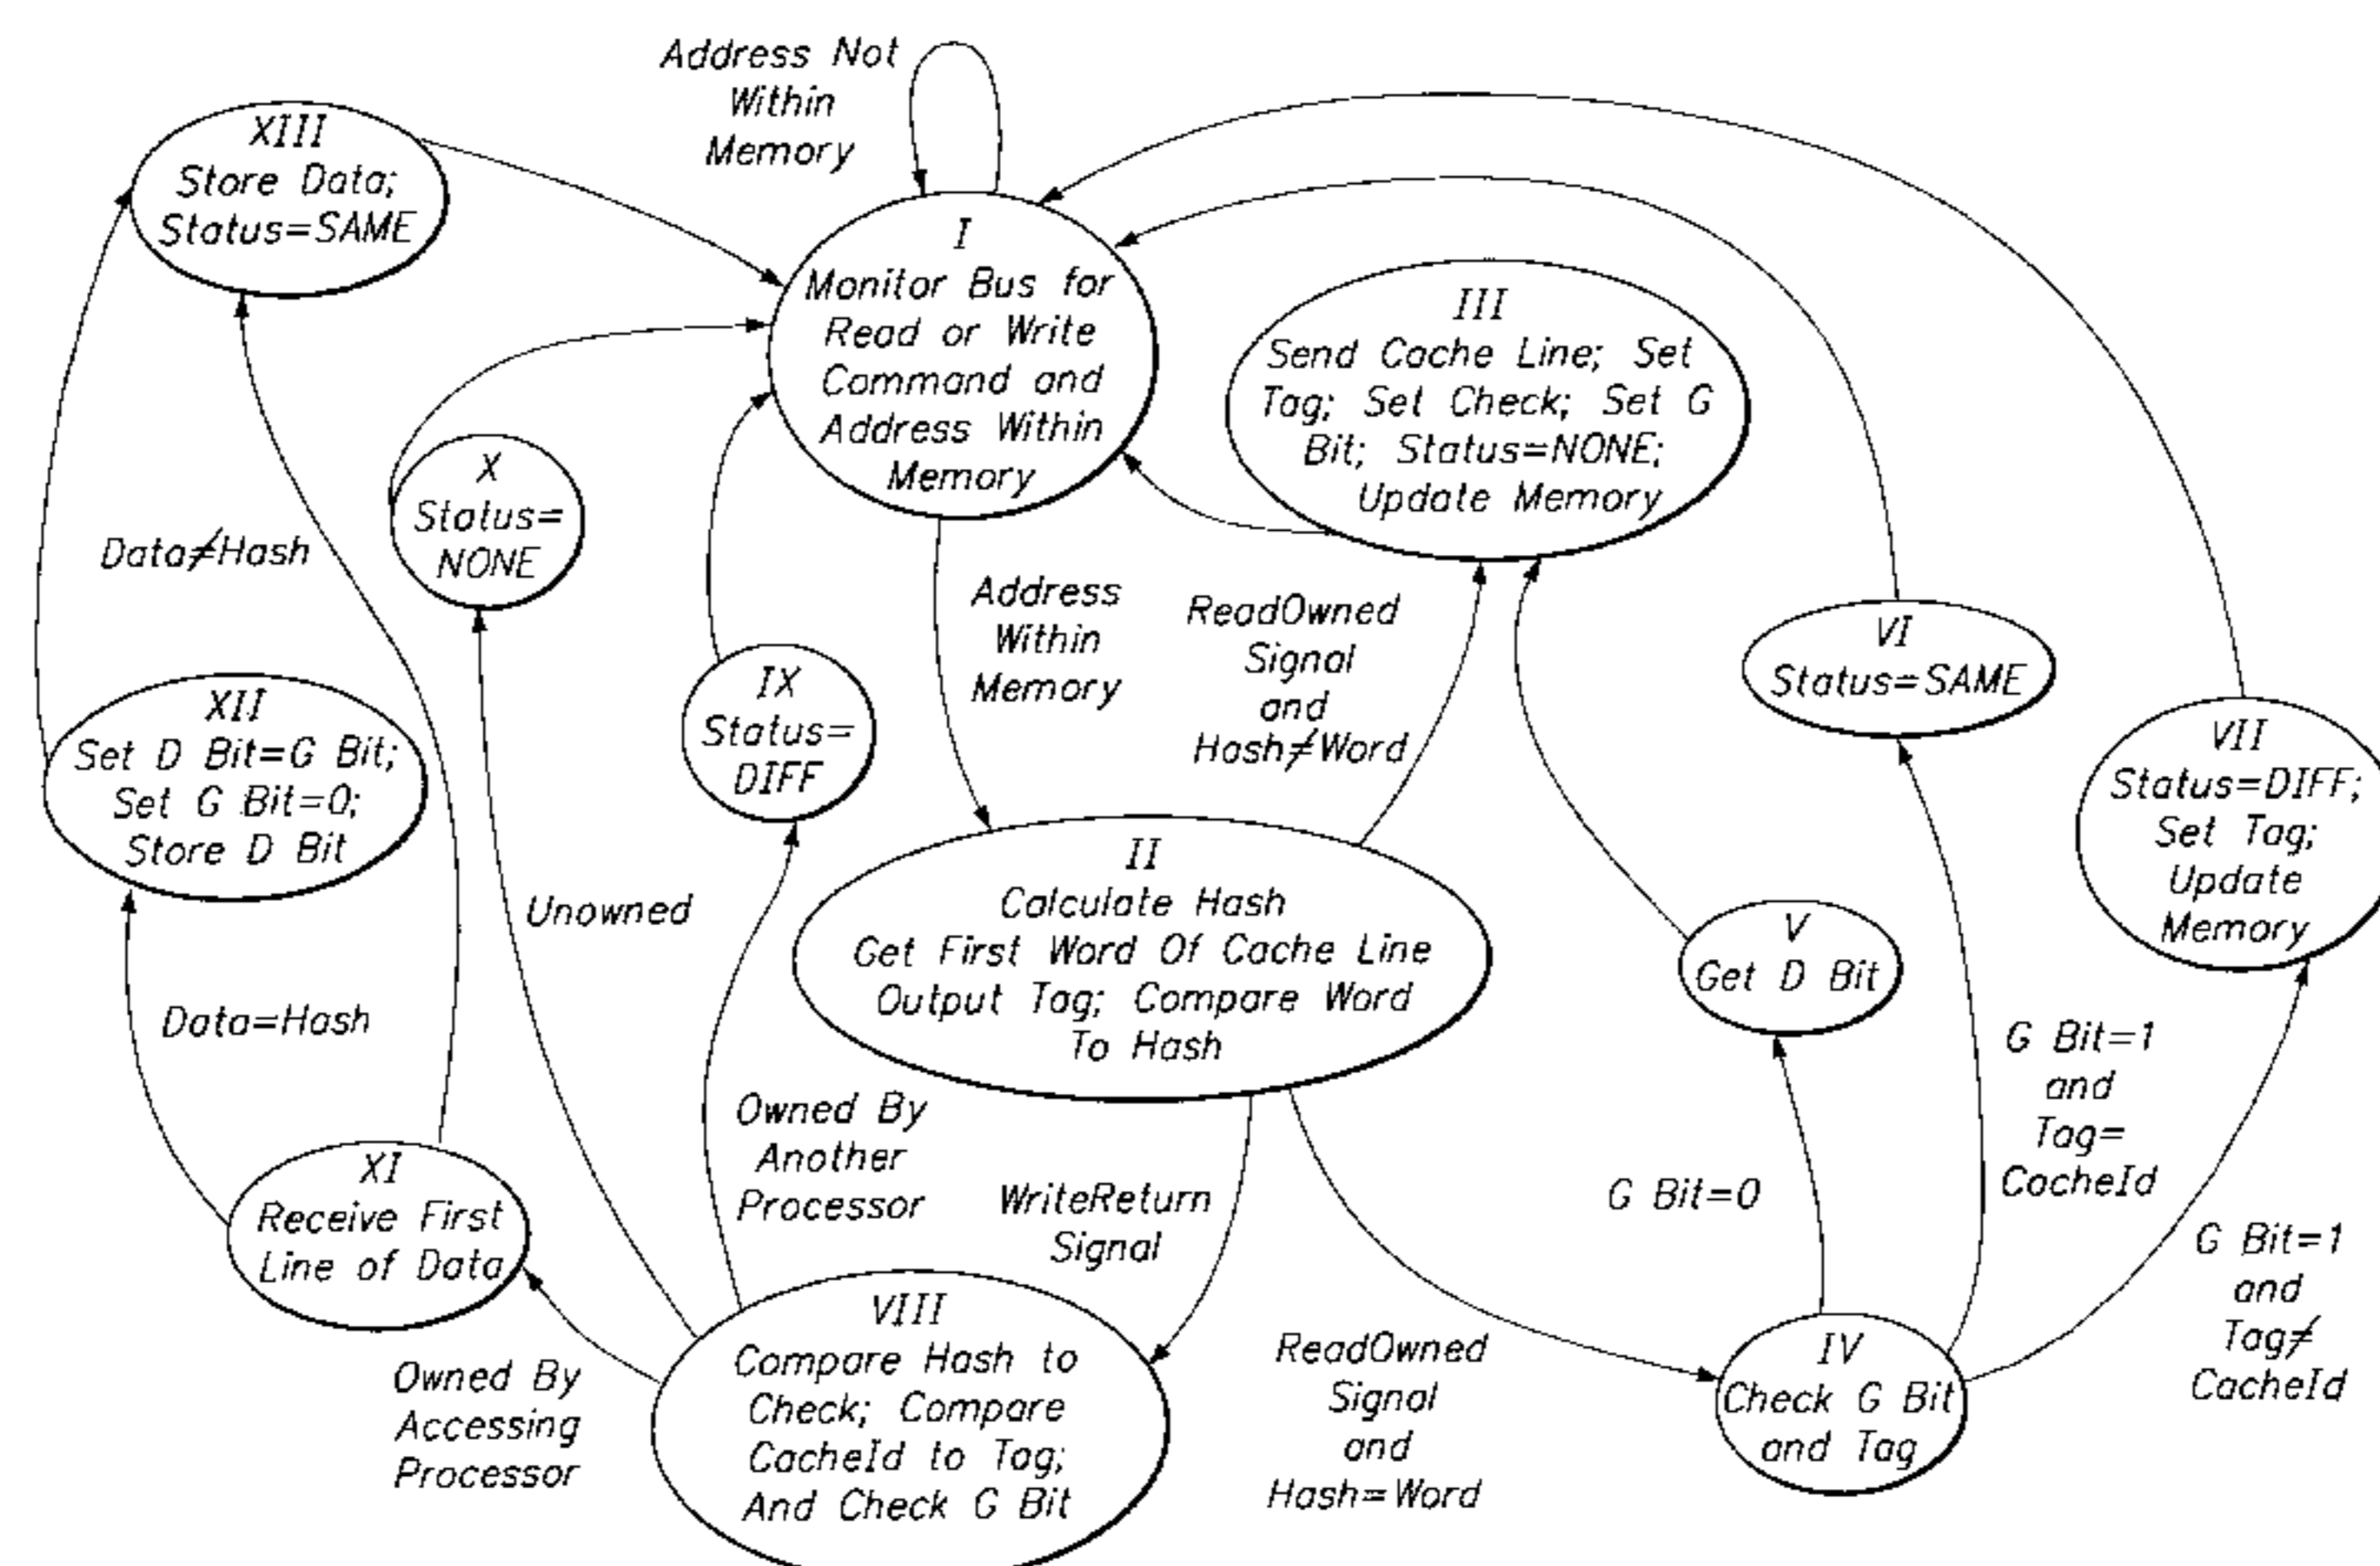 Address Not
Within
Memory
XIII
Store Data;
Status=SAME
I
Monitor Bus for
Read or Write
Command and
Address Within
Memory
III
Send Cache Line; Set
Tag; Set Check; Set G
Bit; Status=NONE;
Update Memory
X
Status=
NONE
Data≠Hash
Address
Within
Memory
ReadOwned
Signal
and
Hash≠Word
VI
Status=SAME
IX
Status=
DIFF
XII
Set D Bit=G Bit;
Set G Bit=0;
Store D Bit
VII
Status=DIFF;
Set Tag;
Update
Memory
Unowned
II
Calculate Hash
Get First Word Of Cache Line
Output Tag; Compare Word
To Hash
V
Get D Bit
Data=Hash
G Bit=1
and
Tag=
CacheId
Owned By
Another
Processor
WriteReturn
Signal
G Bit=0
XI
Receive First
Line of Data
G Bit=1
and
Tag≠
CacheId
VIII
Compare Hash to
Check; Compare
CacheId to Tag;
And Check G Bit
ReadOwned
Signal
and
Hash=Word
IV
Check G Bit
and Tag
Owned By
Accessing
Processor